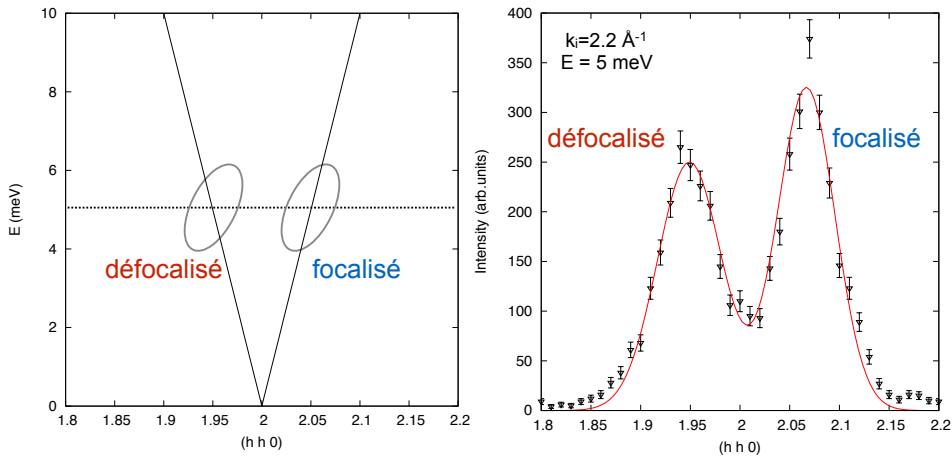 10
8
6
4
2
0
E (meV)
défocalisé
focalisé
1.8 1.85 1.9 1.95 2 2.05 2.1 2.15 2.2
(h h 0)
400
350
300
250
200
150
100
50
0
Intensity (arb.units)
kᵢ=2.2 Å⁻¹
E = 5 meV
défocalisé
focalisé
1.8 1.85 1.9 1.95 2 2.05 2.1 2.15 2.2
(h h 0)